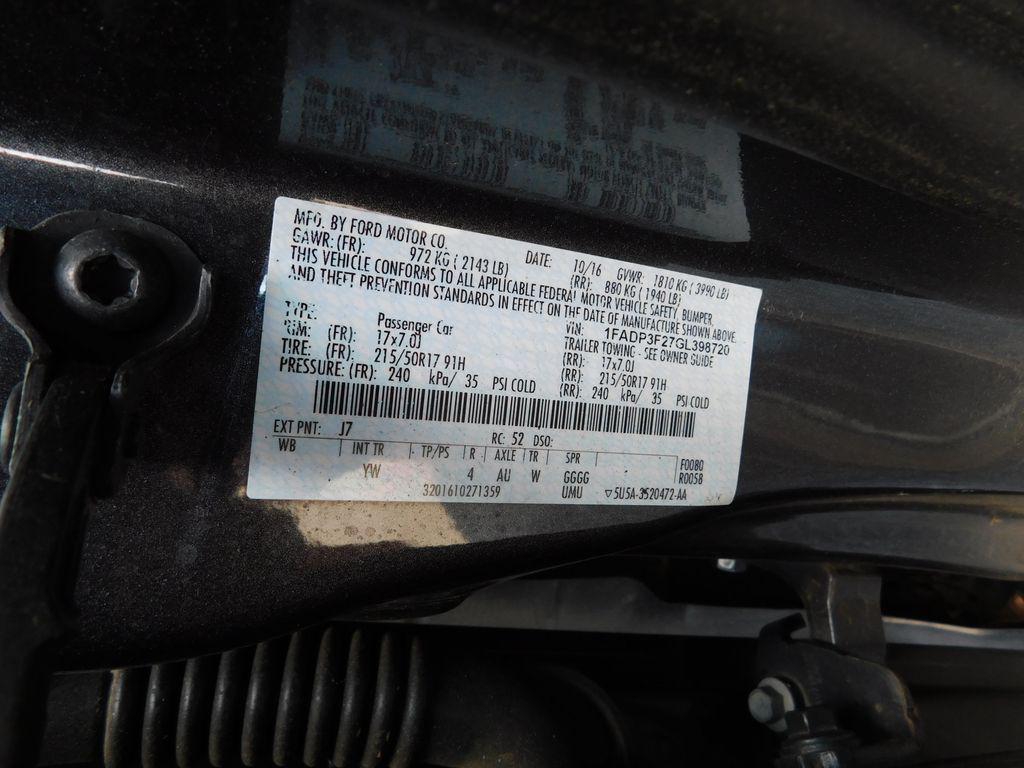 MFD. BY FORD MOTOR CO. DATE: 10/16 GVWR: 1810 KG ( 3990 LB)
GAWR: (FR): 972 KG ( 2143 LB) (RR): 880 KG ( 1940 LB)
THIS VEHICLE CONFORMS TO ALL APPLICABLE FEDERAL MOTOR VEHICLE SAFETY, BUMPER,
AND THEFT PREVENTION STANDARDS IN EFFECT ON THE DATE OF MANUFACTURE SHOWN ABOVE.
VIN: 1FADP3F27GL398720
TYPE: Passenger Car TRAILER TOWING - SEE OWNER GUIDE
RIM: (FR): 17x7.0J (RR): 17x7.0J
TIRE: (FR): 215/50R17 91H (RR): 215/50R17 91H
PRESSURE: (FR): 240 kPa/ 35 PSI COLD (RR): 240 kPa/ 35 PSI COLD
EXT PNT: J7 RC: 52 DSO:
WB INT TR TP/PS R AXLE TR SPR F0080
YW 4 AU W GGGG R0058
3201610271359 UMU ▽5U5A-3520472-AA